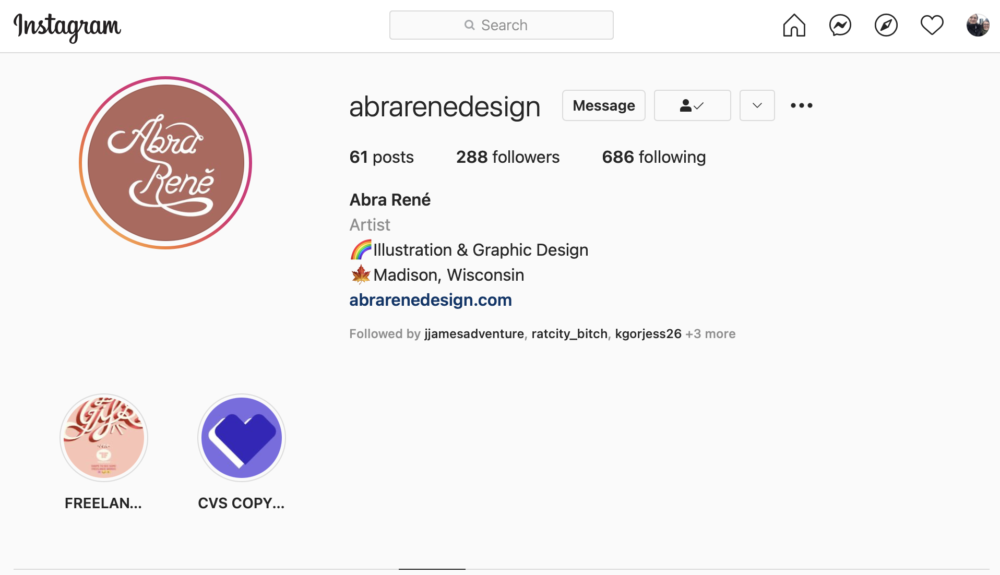 Instagram
Search
abrarenedesign
Message
61 posts
288 followers
686 following
Abra René
Artist
🌈Illustration & Graphic Design
🍁Madison, Wisconsin
abrarenedesign.com
Followed by jjamesadventure, ratcity_bitch, kgorjess26 +3 more
Abra
René
Gifs
FREELAN...
CVS COPY...